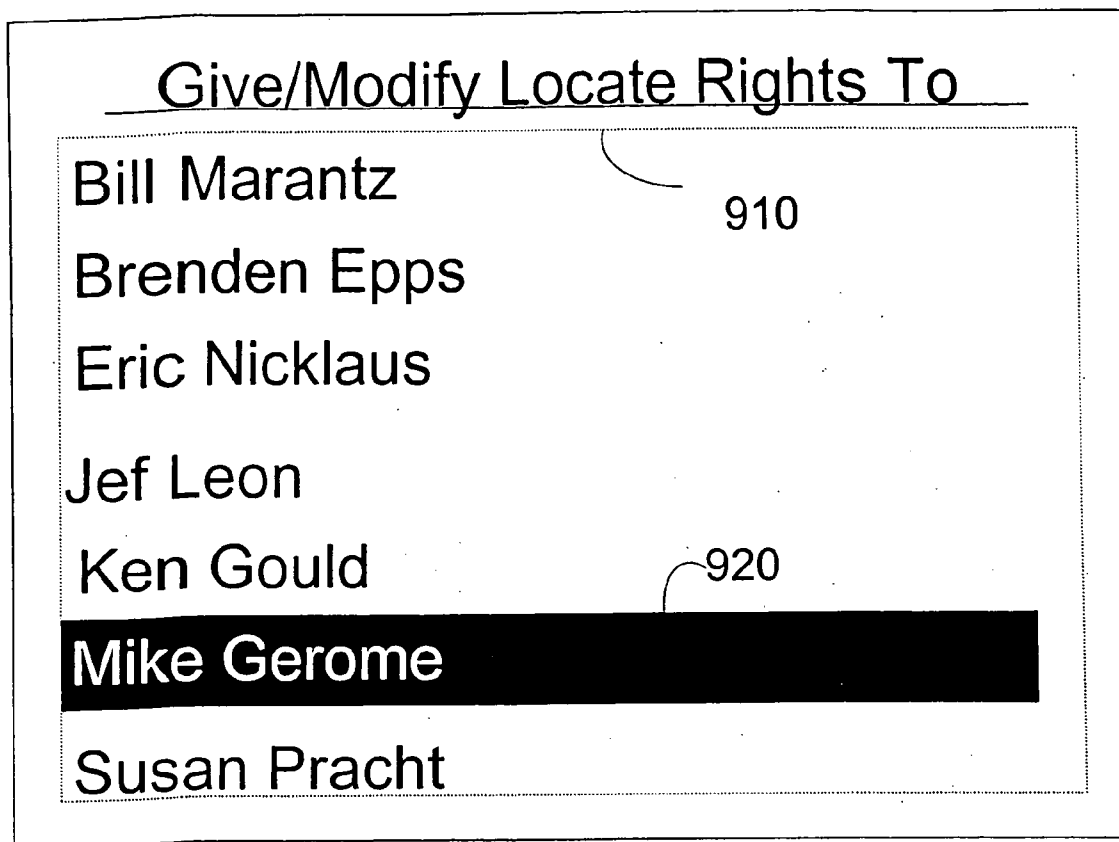 Give/Modify Locate Rights To
Bill Marantz
910
Brenden Epps
Eric Nicklaus
Jef Leon
Ken Gould
920
Mike Gerome
Susan Pracht